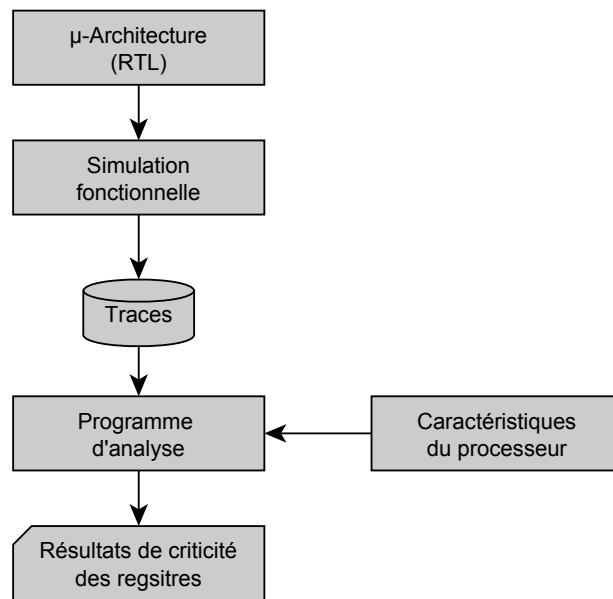 µ-Architecture
(RTL)
Simulation
fonctionnelle
Traces
Programme
d'analyse
Caractéristiques
du processeur
Résultats de criticité
des regsitres